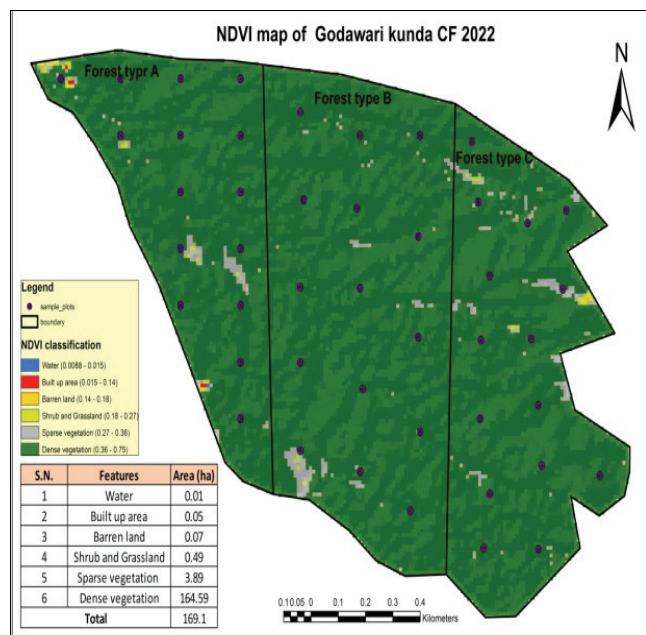 NDVI map of Godawari kunda CF 2022
N
Forest typr A
Forest type B
Forest type C
Legend
sample_plots
boundary
NDVI classification
Water (0.0088 - 0.015)
Built up area (0.015 - 0.14)
Barren land (0.14 - 0.18)
Shrub and Grassland (0.18 - 0.27)
Sparse vegetation (0.27 - 0.36)
Dense vegetation (0.36 - 0.75)
S.N. Features Area (ha)
1 Water 0.01
2 Built up area 0.05
3 Barren land 0.07
4 Shrub and Grassland 0.49
5 Sparse vegetation 3.89
6 Dense vegetation 164.59
Total 169.1
0.10.05 0 0.1 0.2 0.3 0.4
Kilometers